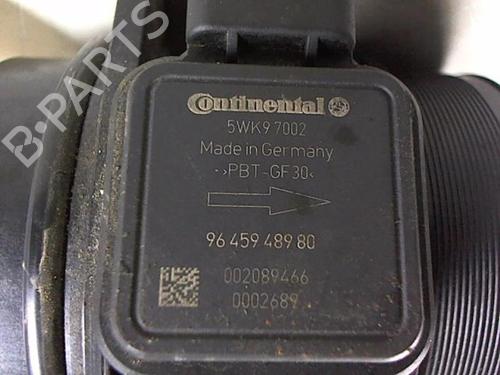 B-PARTS
Continental
5WK9 7002
Made in Germany
>PBT-GF30<
96 459 489 80
002089466
0002689